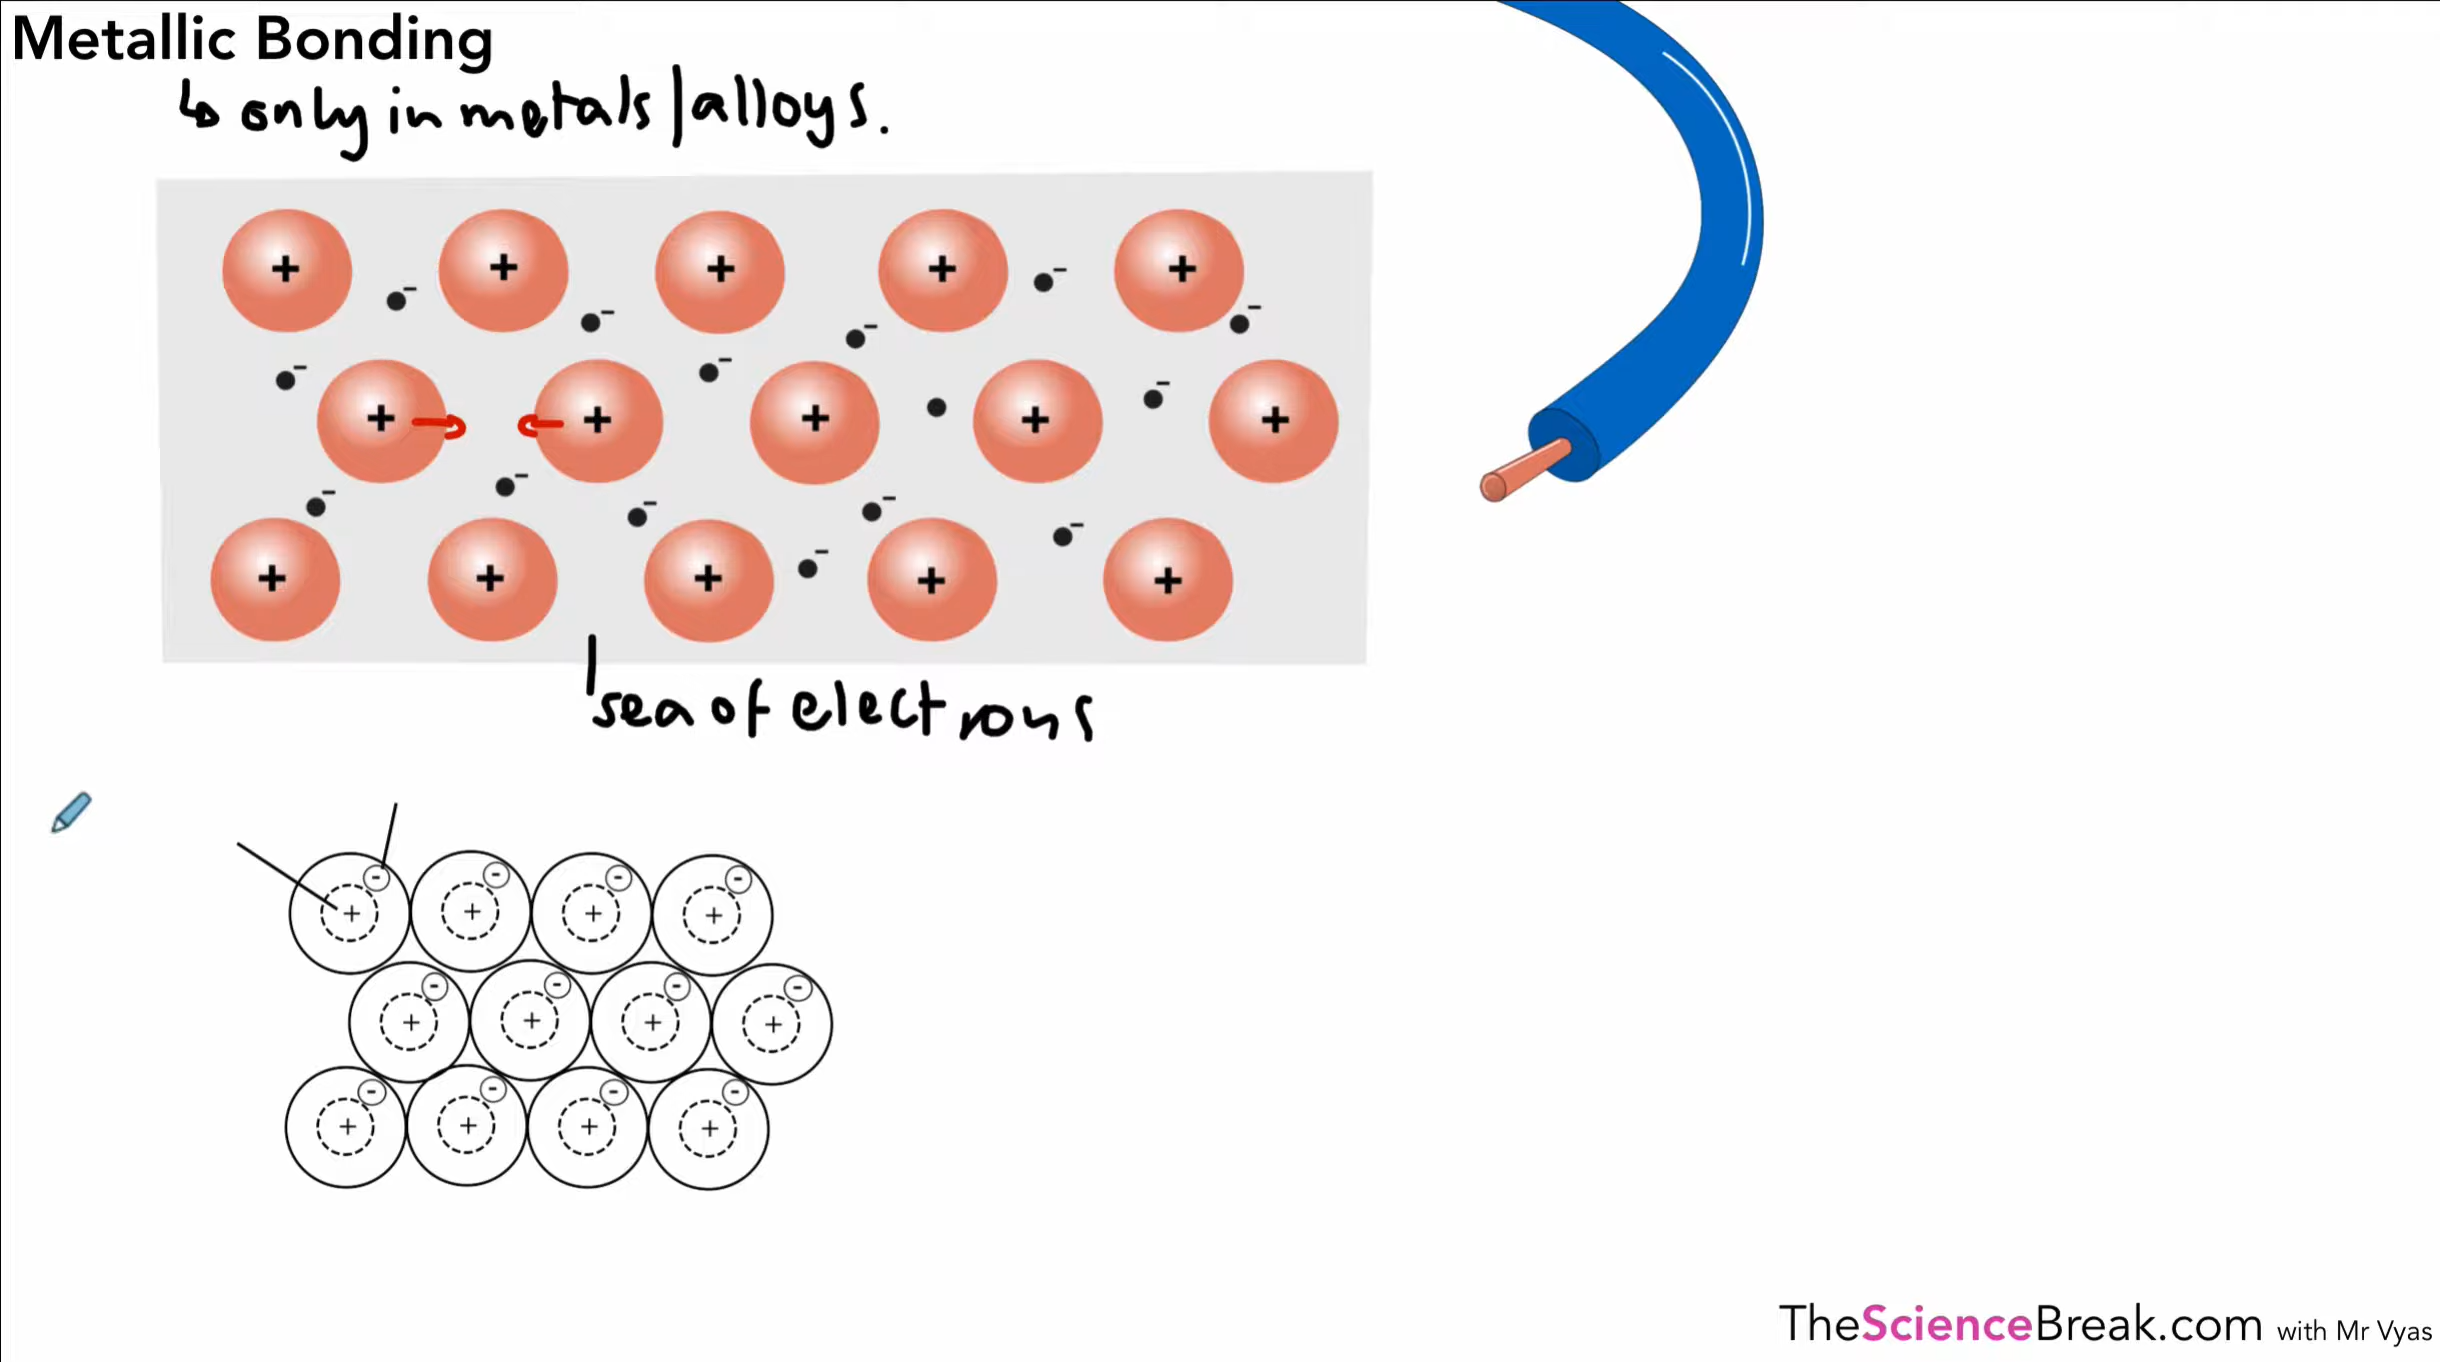 Metallic Bonding
↳ only in metals/alloys.
+ + + + +
- - - - -
- - - -
+ + + + +
- - - - -
- -
+ + + + +
sea of electrons
- - - -
+ + + +
- - - -
+ + + +
- - - -
+ + + +
TheScienceBreak.com with Mr Vyas